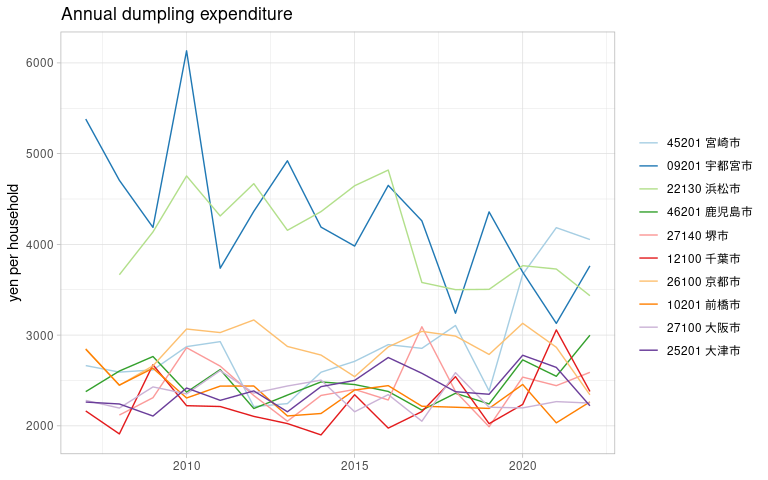 Annual dumpling expenditure
yen per household
6000
5000
4000
3000
2000
2010
2015
2020
45201 宮崎市
09201 宇都宮市
22130 浜松市
46201 鹿児島市
27140 堺市
12100 千葉市
26100 京都市
10201 前橋市
27100 大阪市
25201 大津市